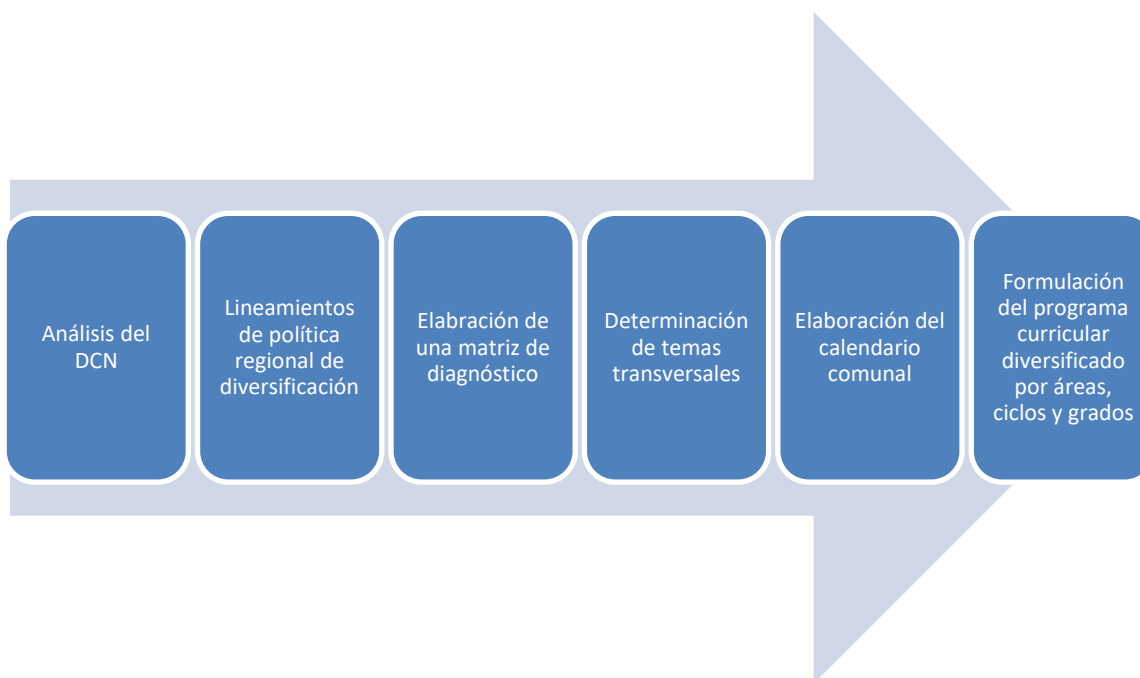 Análisis del
DCN
Lineamientos
de política
regional de
diversificación
Elabración de
una matriz de
diagnóstico
Determinación
de temas
transversales
Elaboración del
calendario
comunal
Formulación
del programa
curricular
diversificado
por áreas,
ciclos y grados